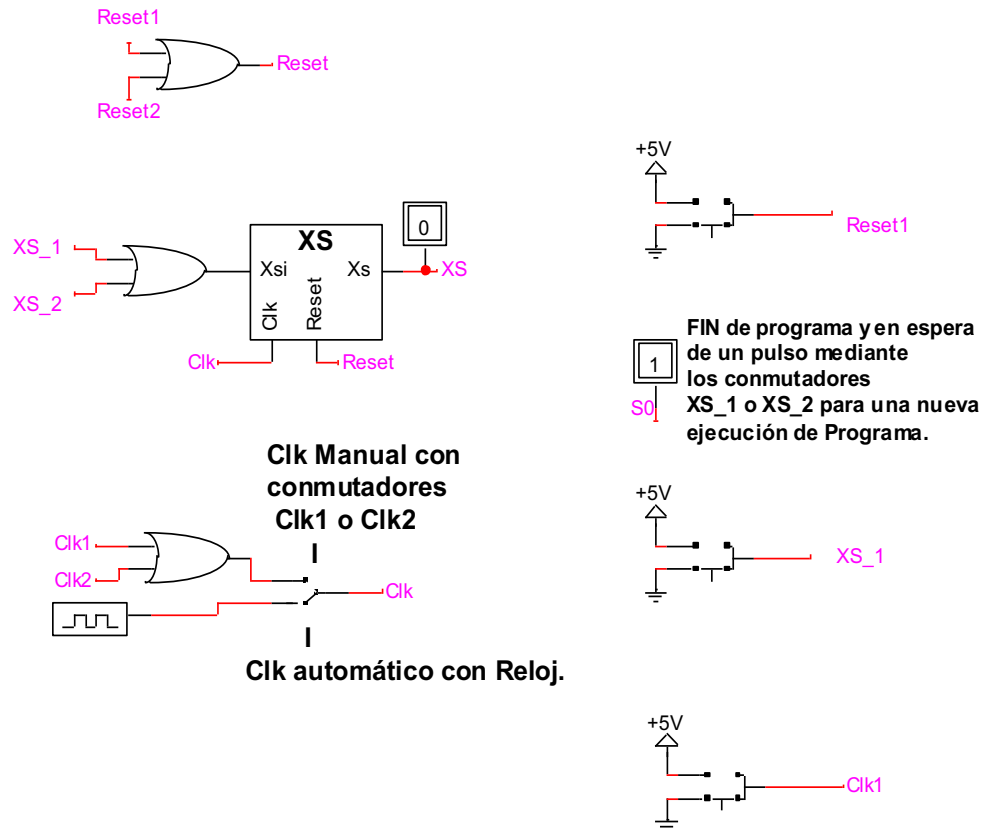 Reset1
Reset
Reset2
+5V
Reset1
XS_1
XS_2
XS
Xsi
Xs
Clk
Reset
0
XS
Clk
Reset
1
S0
FIN de programa y en espera
de un pulso mediante
los conmutadores
XS_1 o XS_2 para una nueva
ejecución de Programa.
Clk Manual con
conmutadores
Clk1 o Clk2
I
Clk1
Clk2
Clk
I
Clk automático con Reloj.
+5V
XS_1
+5V
Clk1